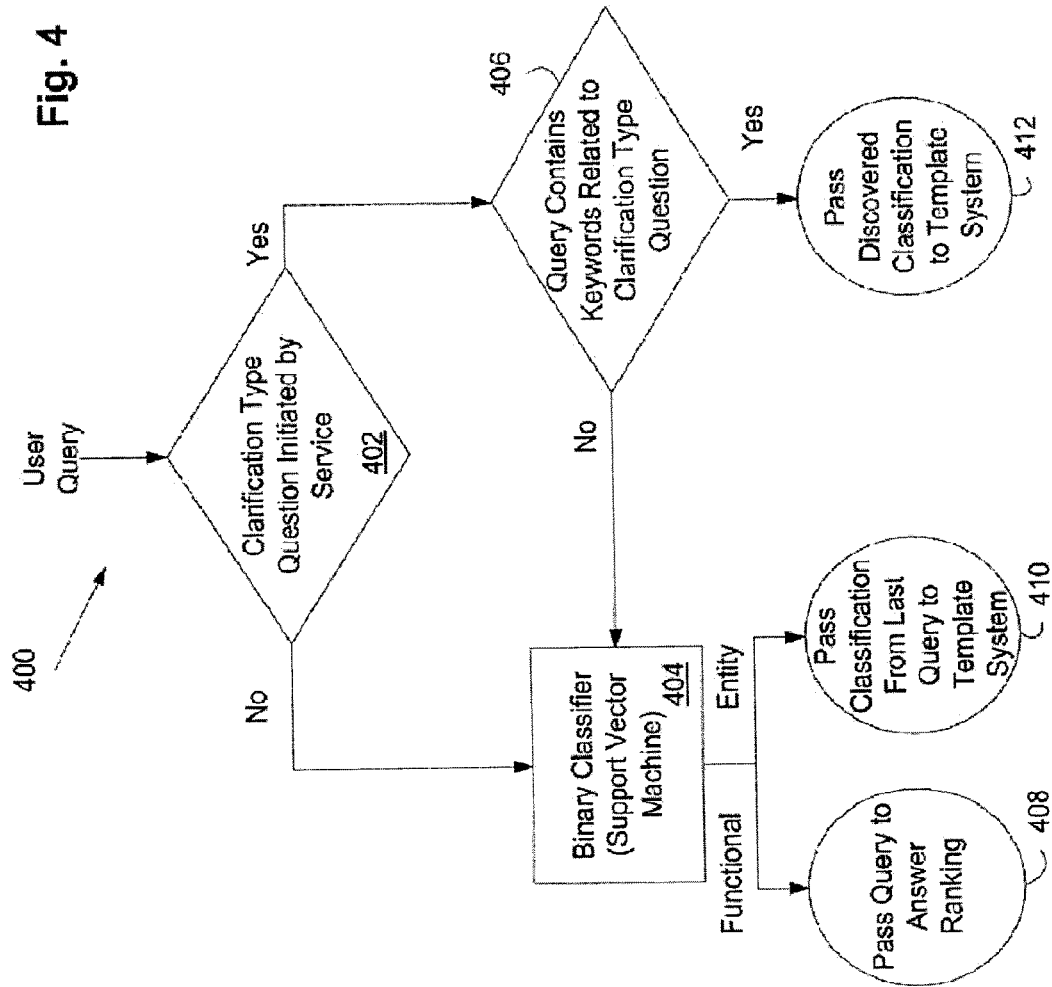 Fig. 4
400
User
Query
Clarification Type
Question Initiated by
Service
402
No
Yes
406
Query Contains
Keywords Related to
Clarification Type
Question
No
Yes
Binary Classifier
(Support Vector
Machine)
404
Functional
Entity
Pass Query to
Answer
Ranking
408
Pass
Classification
From Last
Query to
Template
System
410
Pass
Discovered
Classification
to Template
System
412